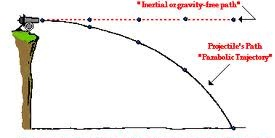 "Inertial or gravity-free path"
Projectile's Path
"Parabolic Trajectory"